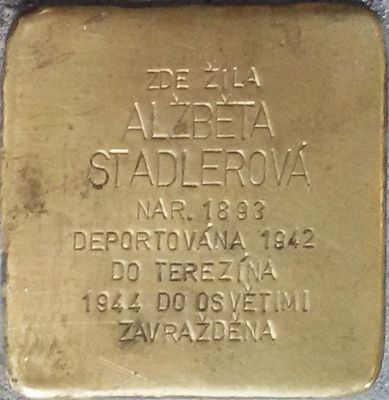 ZDE ŽILA
ALŽBĚTA
STADLEROVÁ
NAR. 1893
DEPORTOVÁNA 1942
DO TEREZÍNA
1944 DO OSVĚTIMI
ZAVRAŽDĚNA